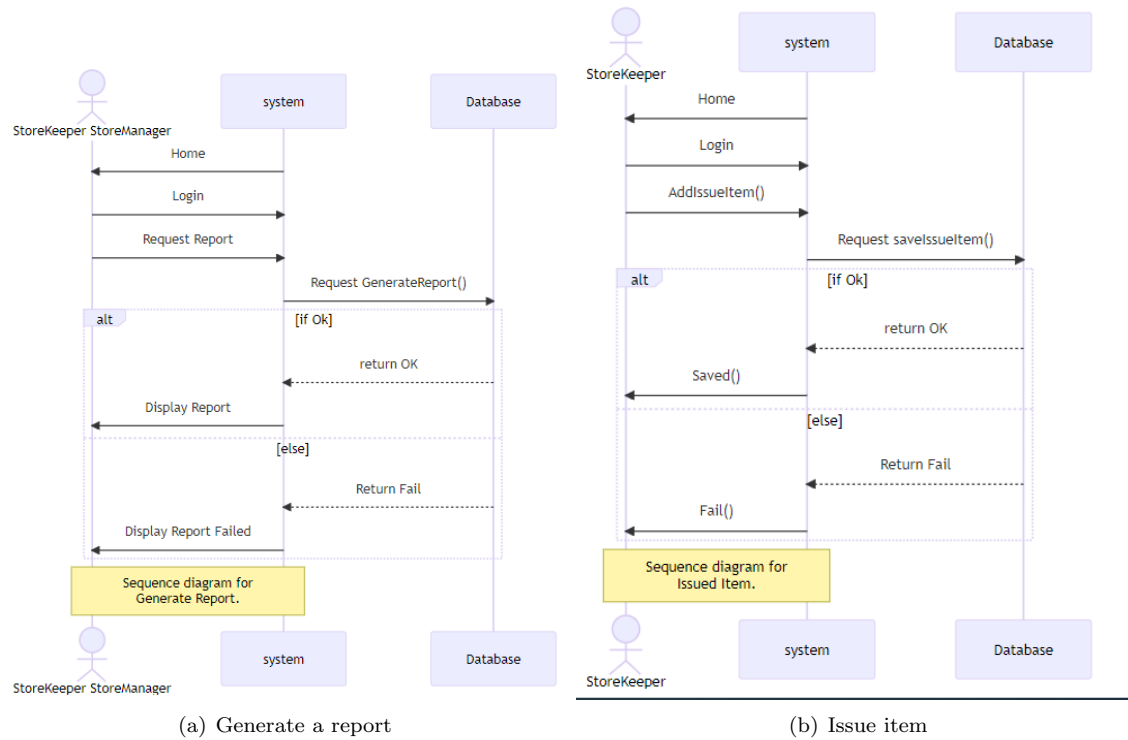 system
Database
StoreKeeper StoreManager
Home
Login
Request Report
Request GenerateReport()
alt
[if Ok]
return OK
Display Report
[else]
Return Fail
Display Report Failed
Sequence diagram for
Generate Report.
system
Database
StoreKeeper StoreManager
(a) Generate a report
system
Database
StoreKeeper
Home
Login
AddIssueItem()
Request saveIssueItem()
alt
[if Ok]
return OK
Saved()
[else]
Return Fail
Fail()
Sequence diagram for
Issued Item.
system
Database
StoreKeeper
(b) Issue item